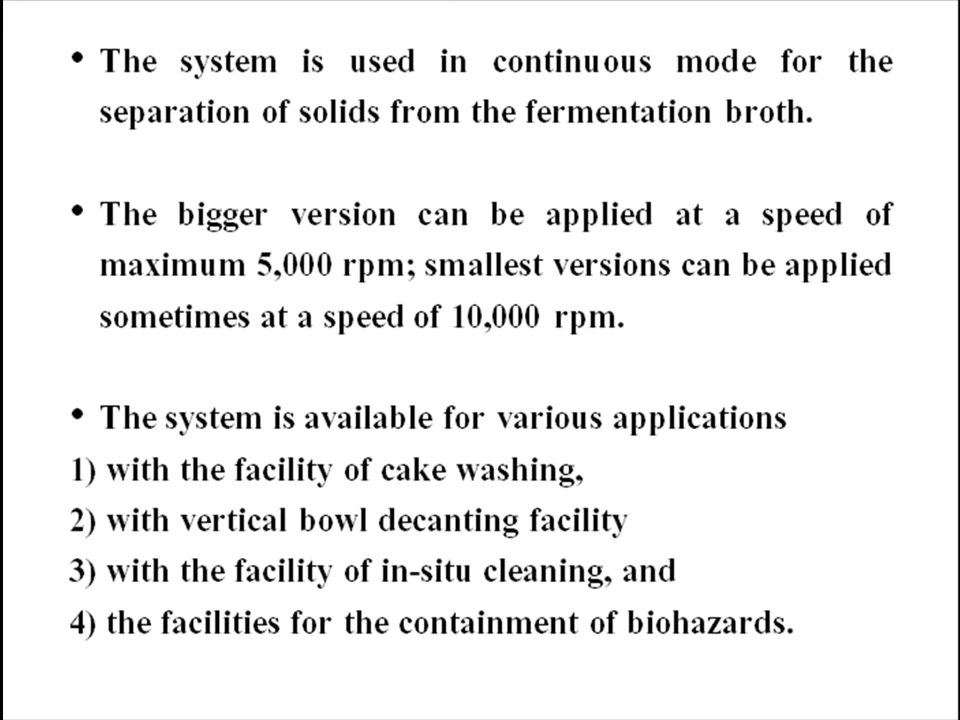 • The system is used in continuous mode for the
separation of solids from the fermentation broth.
• The bigger version can be applied at a speed of
maximum 5,000 rpm; smallest versions can be applied
sometimes at a speed of 10,000 rpm.
• The system is available for various applications
1) with the facility of cake washing,
2) with vertical bowl decanting facility
3) with the facility of in-situ cleaning, and
4) the facilities for the containment of biohazards.